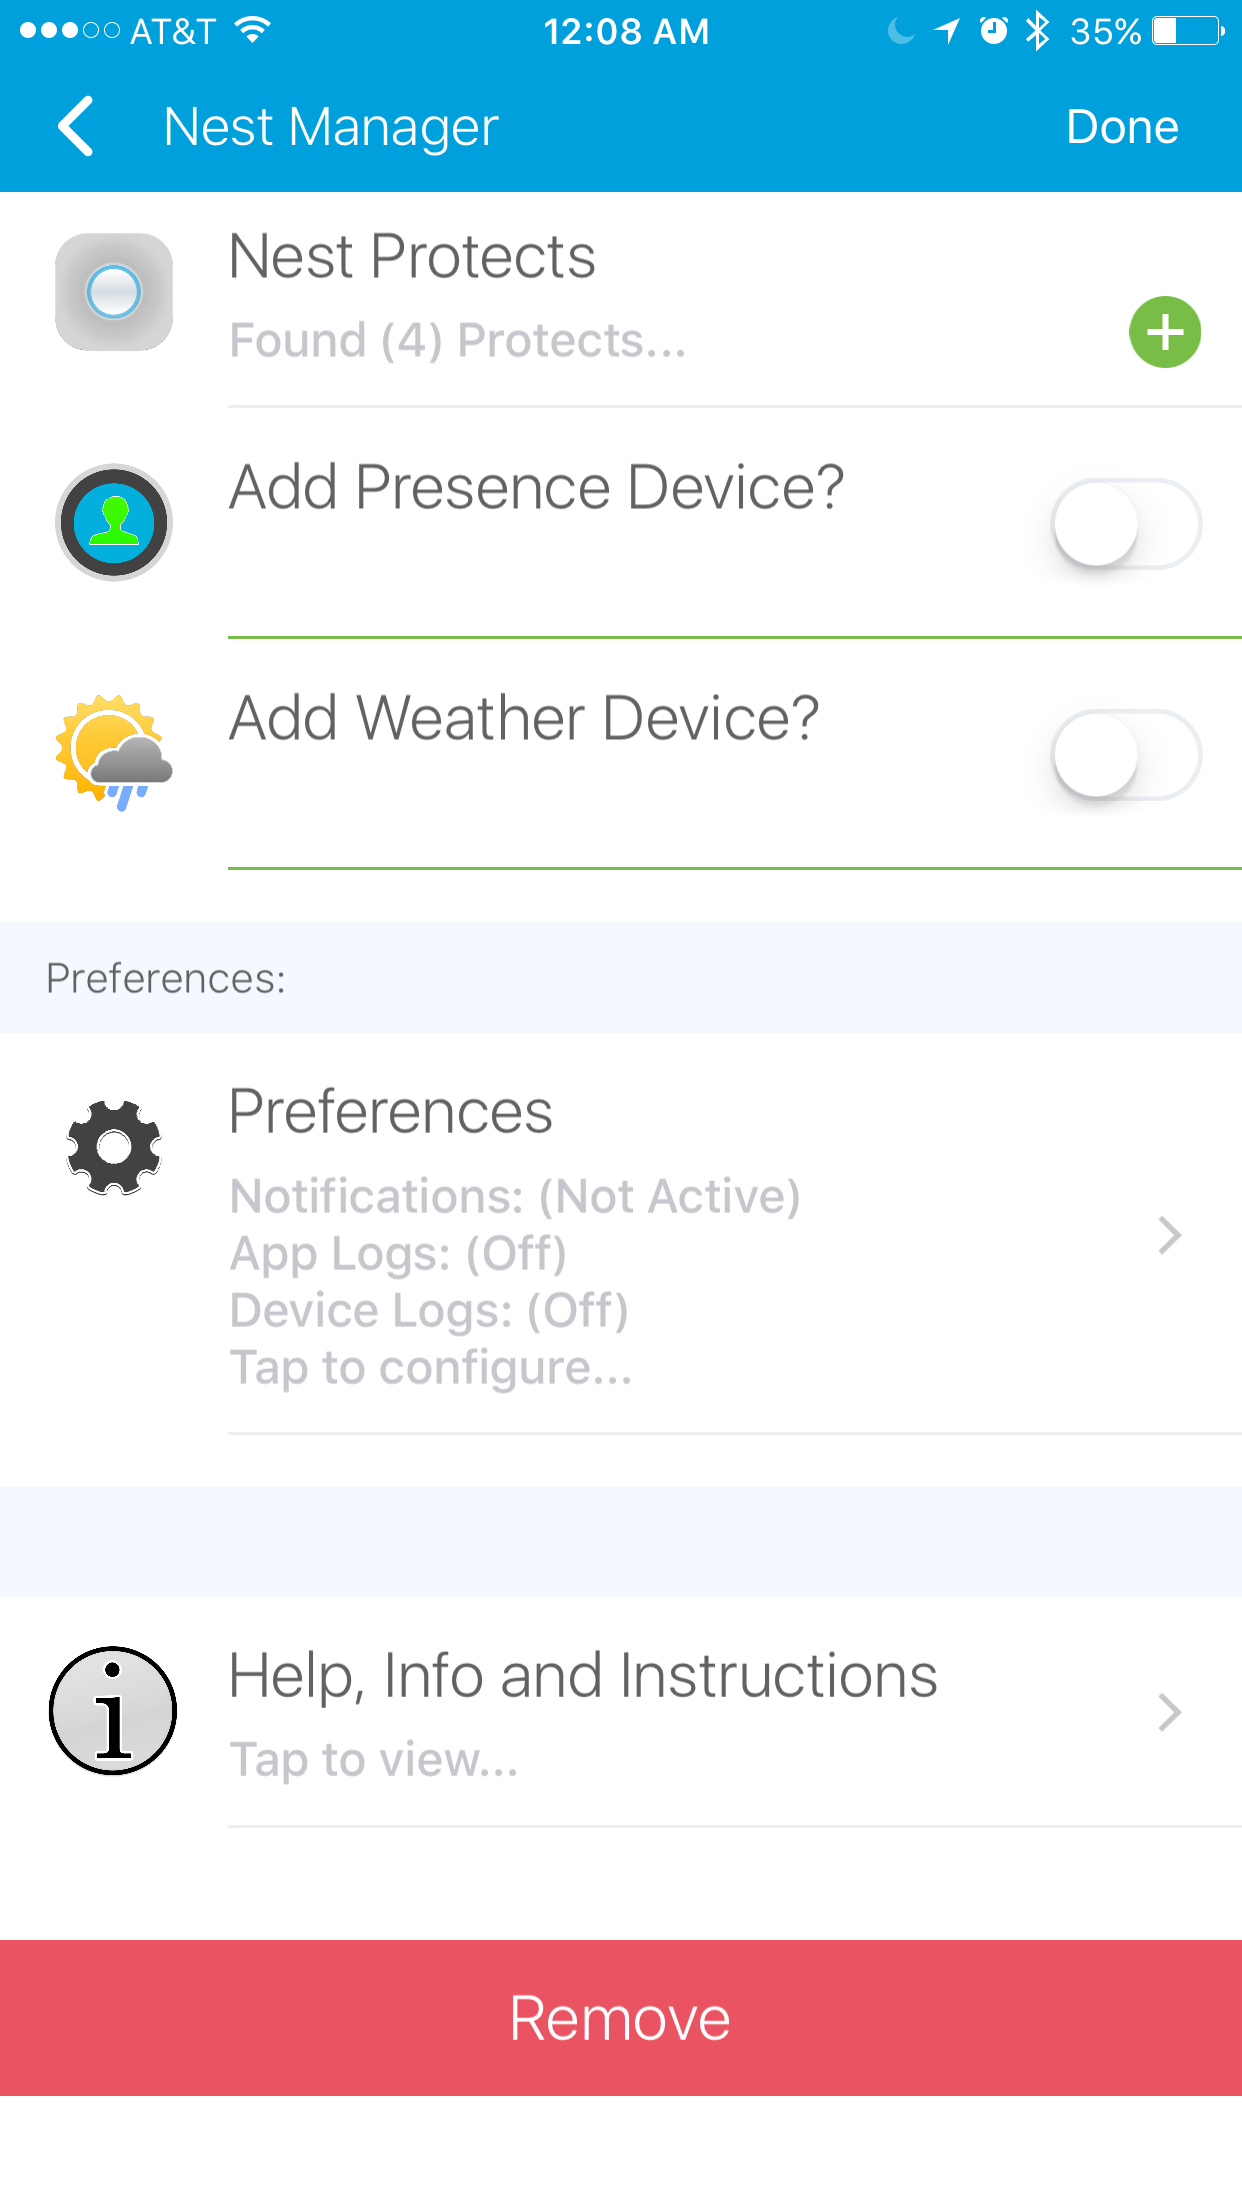 AT&T 12:08 AM 35%
Nest Manager Done
Nest Protects
Found (4) Protects...
Add Presence Device?
Add Weather Device?
Preferences:
Preferences
Notifications: (Not Active)
App Logs: (Off)
Device Logs: (Off)
Tap to configure...
Help, Info and Instructions
Tap to view...
Remove